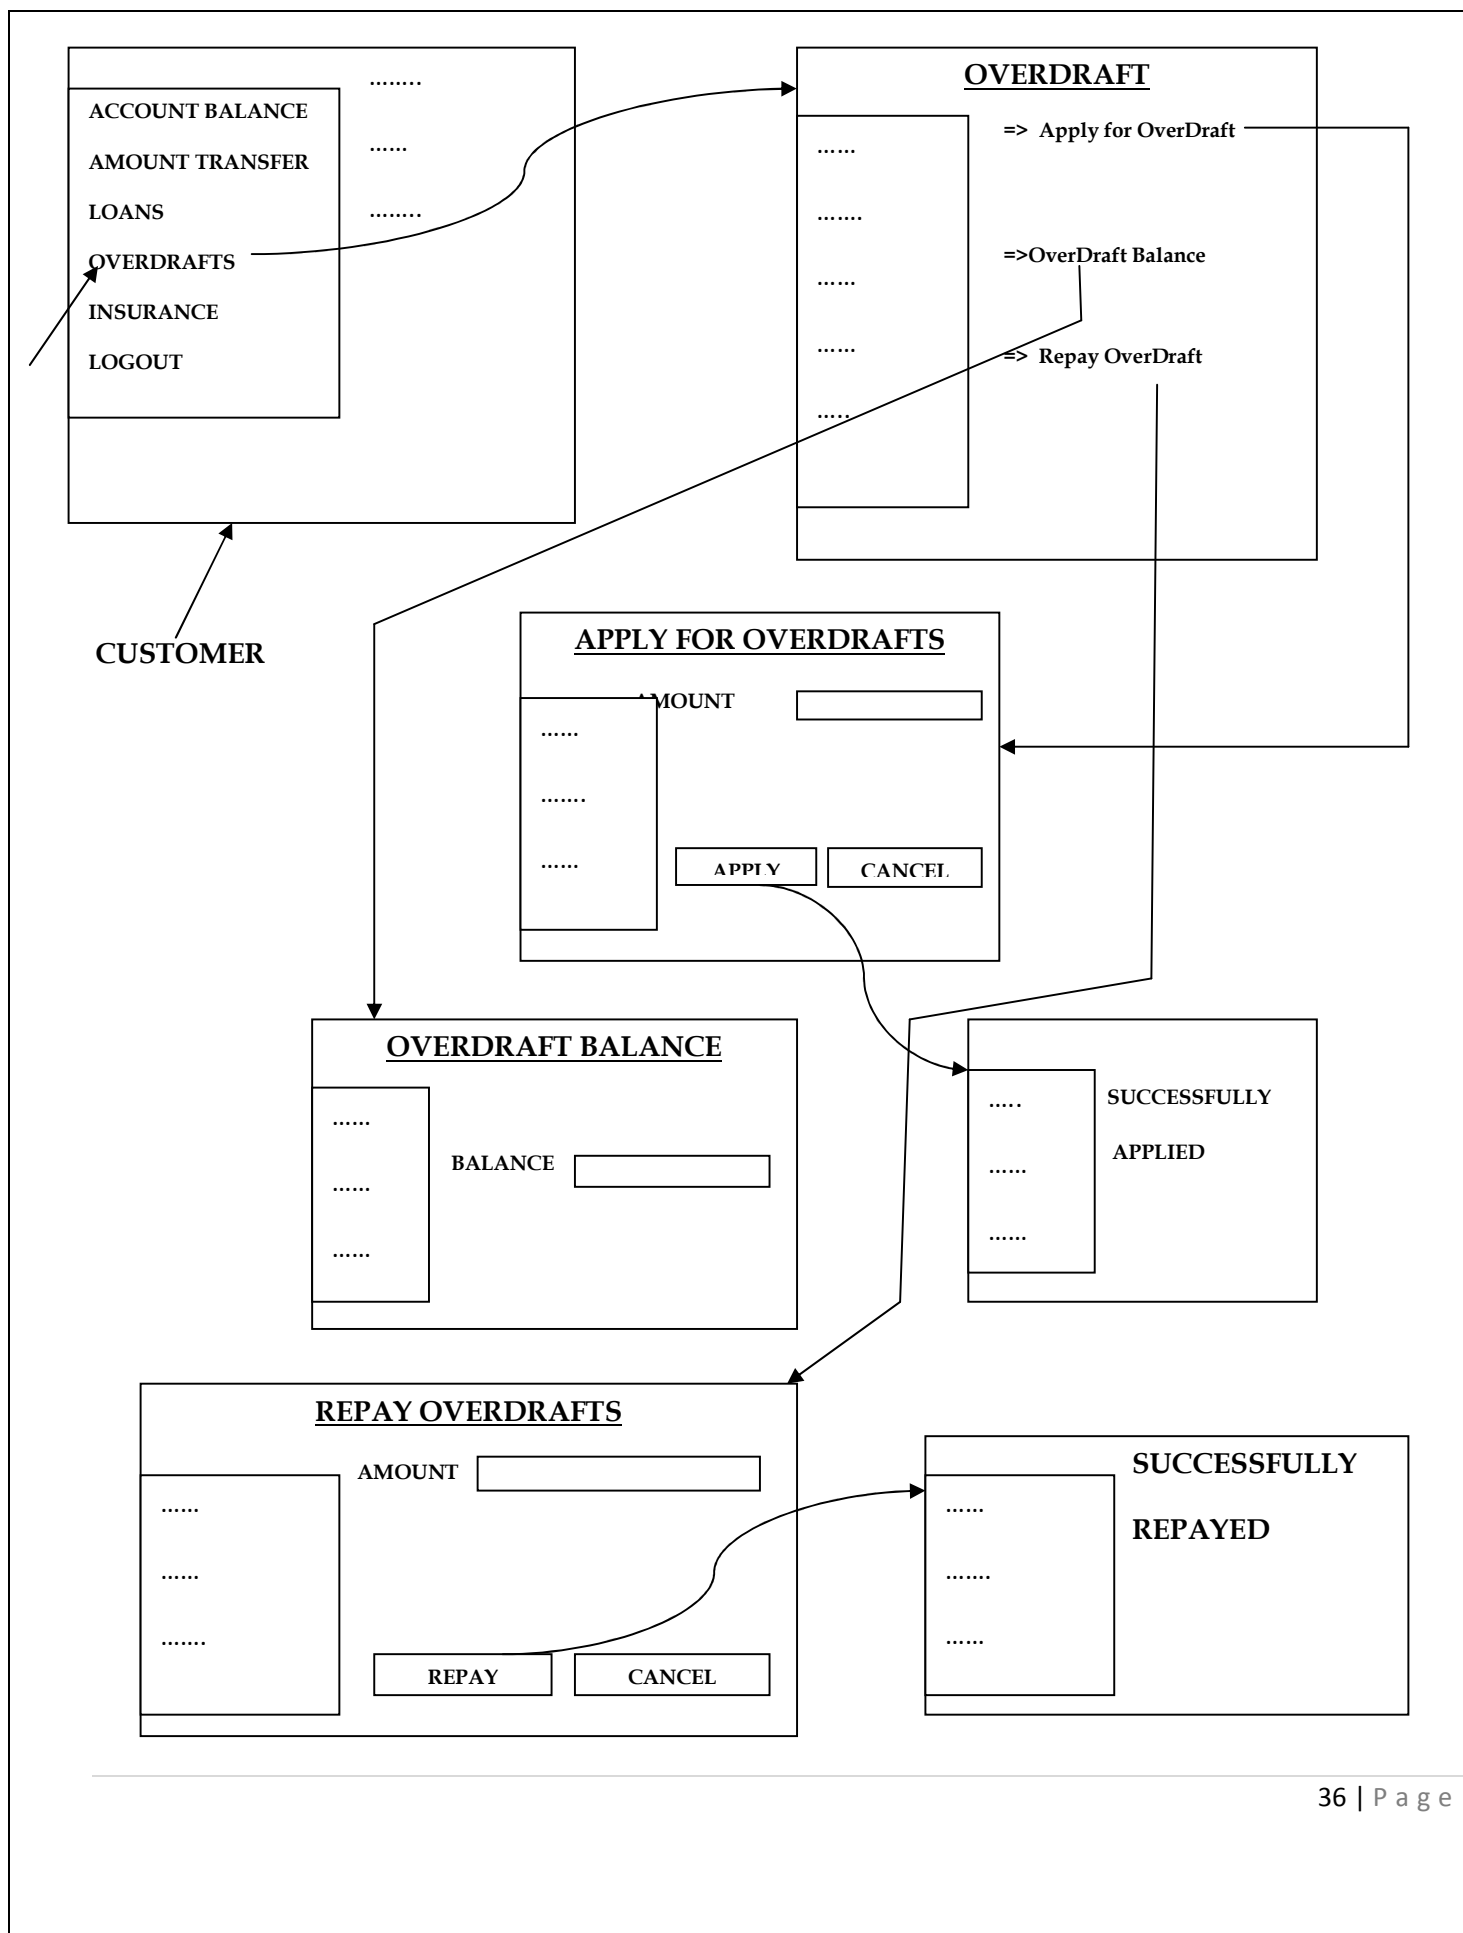 ........
ACCOUNT BALANCE
AMOUNT TRANSFER
......
LOANS
........
OVERDRAFTS
INSURANCE
LOGOUT
CUSTOMER
OVERDRAFT
=> Apply for OverDraft
......
.......
=>OverDraft Balance
......
......
=> Repay OverDraft
.....
APPLY FOR OVERDRAFTS
AMOUNT
......
.......
......
APPLY
CANCEL
OVERDRAFT BALANCE
......
BALANCE
......
......
..... SUCCESSFULLY
APPLIED
......
......
REPAY OVERDRAFTS
AMOUNT
......
......
.......
REPAY
CANCEL
SUCCESSFULLY
......
REPAYED
.......
......
36 | Page